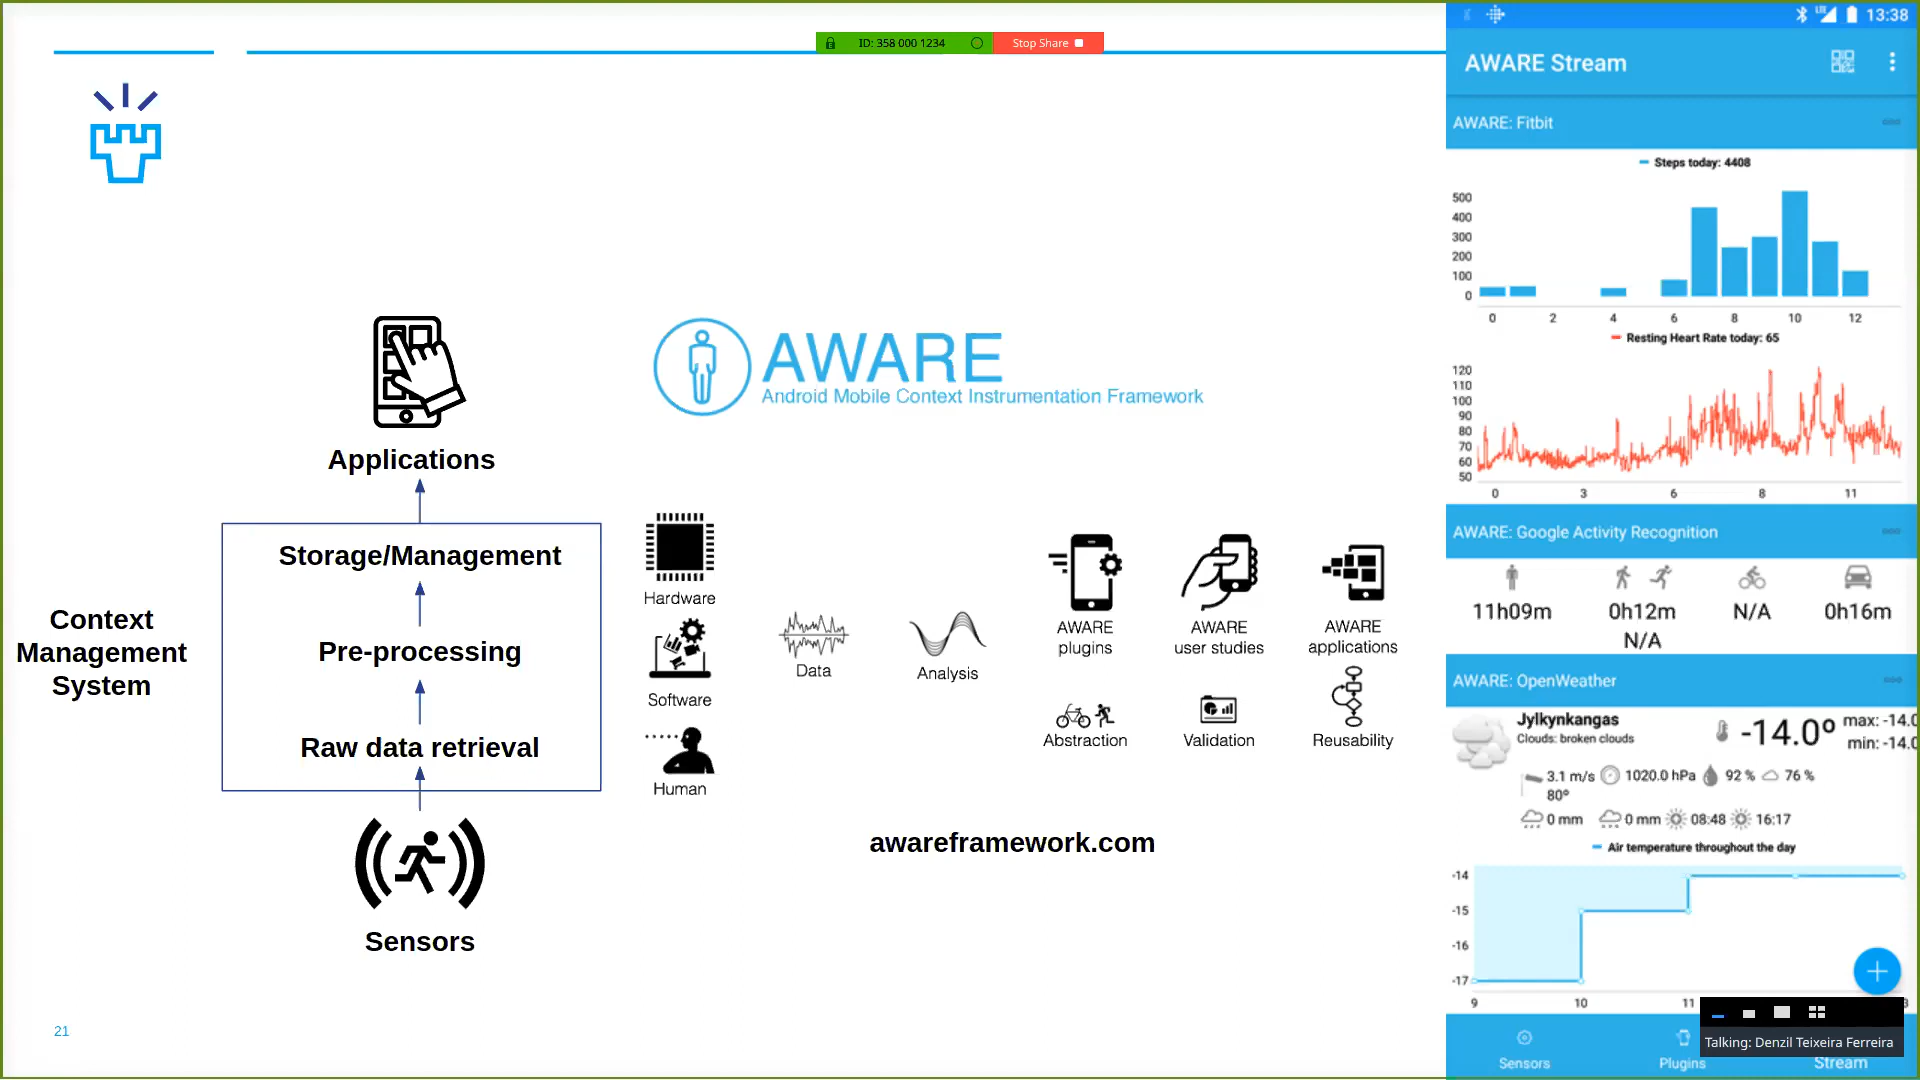 ID: 358 000 1234
Stop Share
Applications
Storage/Management
Pre-processing
Raw data retrieval
Sensors
Context
Management
System
21
AWARE
Android Mobile Context Instrumentation Framework
Hardware
Software
Human
Data
Analysis
AWARE
plugins
AWARE
user studies
AWARE
applications
Abstraction
Validation
Reusability
awareframework.com
LTE 13:38
AWARE Stream
AWARE: Fitbit
Steps today: 4408
500
400
300
200
100
0
0 2 4 6 8 10 12
Resting Heart Rate today: 65
120
110
100
90
80
70
60
50
0 3 6 8 11
AWARE: Google Activity Recognition
11h09m 0h12m N/A 0h16m
N/A
AWARE: OpenWeather
Jylkynkangas
Clouds: broken clouds
-14.0º
max: -14.0
min: -14.0
3.1 m/s 1020.0 hPa 92 % 76 %
80º
0 mm 0 mm 08:48 16:17
Air temperature throughout the day
-14
-15
-16
-17
9 10 11 3
Talking: Denzil Teixeira Ferreira
Sensors Plugins Stream